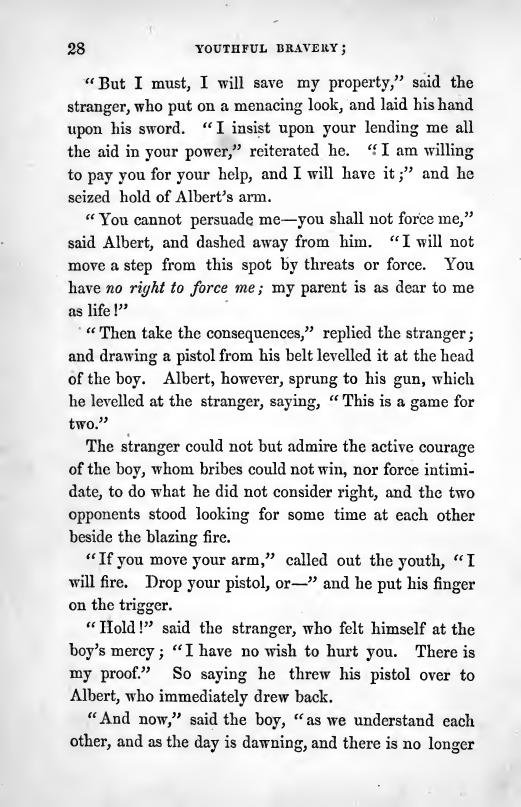 28 YOUTHFUL BRAVERY;
"But I must, I will save my property," said the
stranger, who put on a menacing look, and laid his hand
upon his sword. "I insist upon your lending me all
the aid in your power," reiterated he. "I am willing
to pay you for your help, and I will have it;" and he
seized hold of Albert's arm.
"You cannot persuade me—you shall not force me,"
said Albert, and dashed away from him. "I will not
move a step from this spot by threats or force. You
have no right to force me; my parent is as dear to me
as life!"
"Then take the consequences," replied the stranger;
and drawing a pistol from his belt levelled it at the head
of the boy. Albert, however, sprung to his gun, which
he levelled at the stranger, saying, "This is a game for
two."
The stranger could not but admire the active courage
of the boy, whom bribes could not win, nor force intimi-
date, to do what he did not consider right, and the two
opponents stood looking for some time at each other
beside the blazing fire.
"If you move your arm," called out the youth, "I
will fire. Drop your pistol, or—" and he put his finger
on the trigger.
"Hold!" said the stranger, who felt himself at the
boy's mercy; "I have no wish to hurt you. There is
my proof." So saying he threw his pistol over to
Albert, who immediately drew back.
"And now," said the boy, "as we understand each
other, and as the day is dawning, and there is no longer